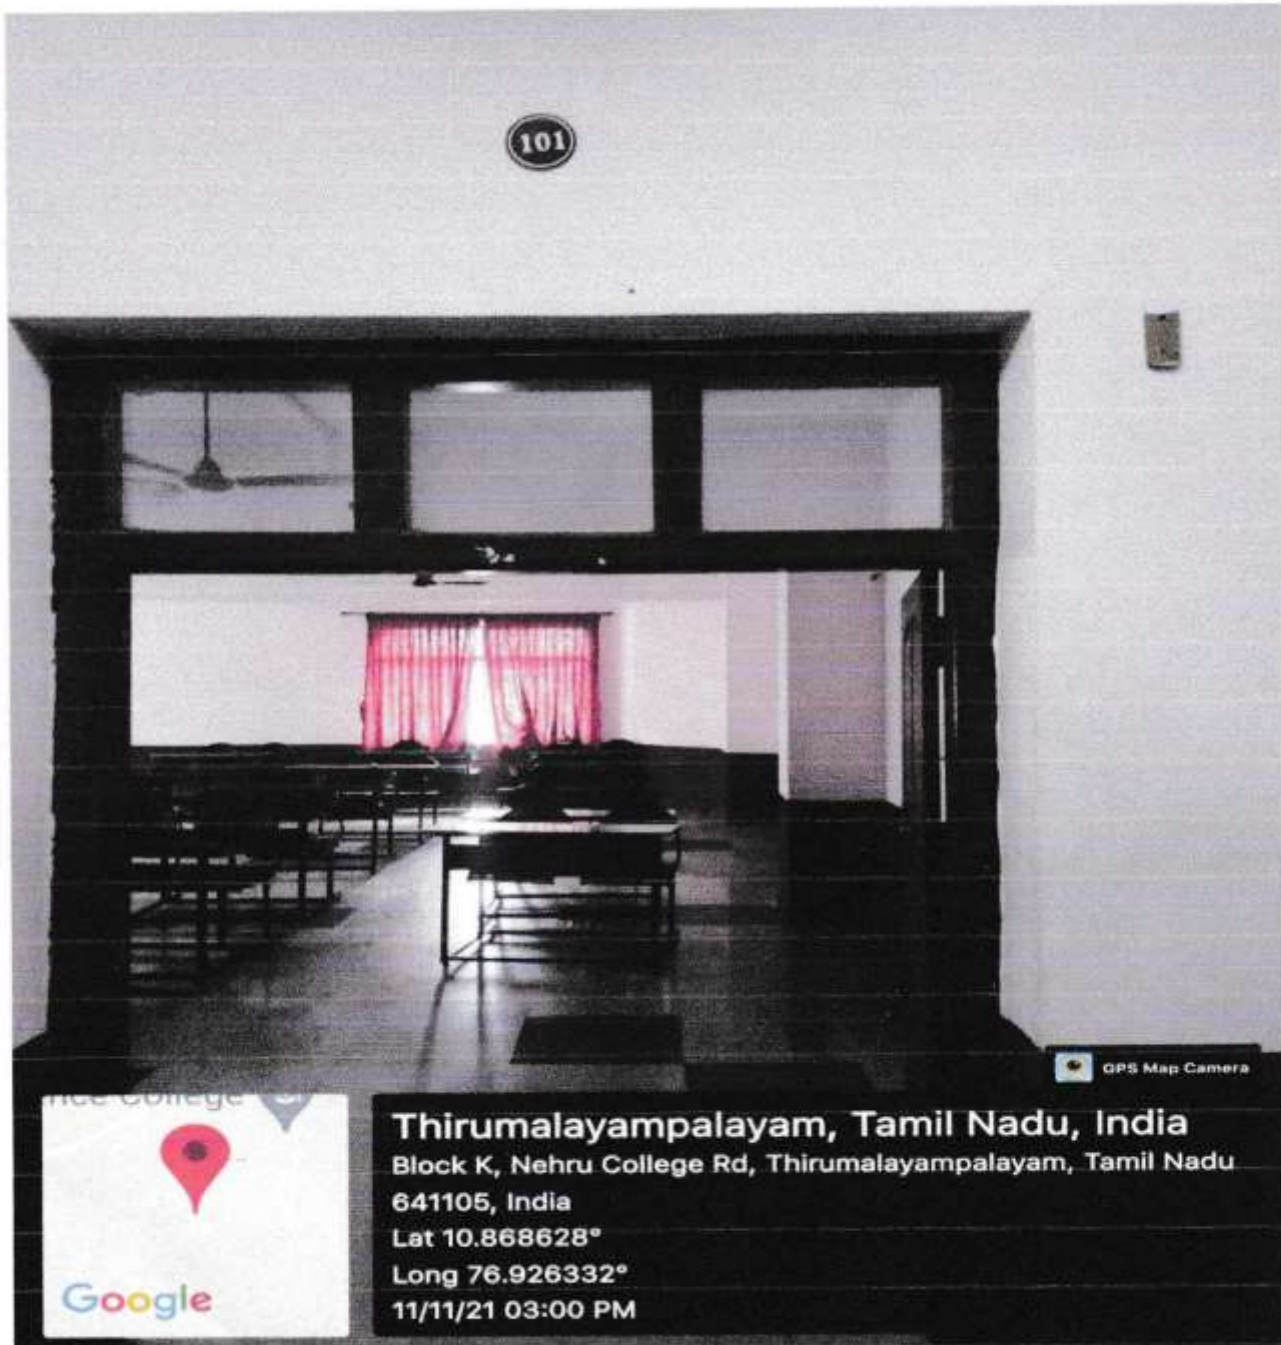 101
GPS Map Camera
College
Google
Thirumalayampalayam, Tamil Nadu, India
Block K, Nehru College Rd, Thirumalayampalayam, Tamil Nadu
641105, India
Lat 10.868628°
Long 76.926332°
11/11/21 03:00 PM